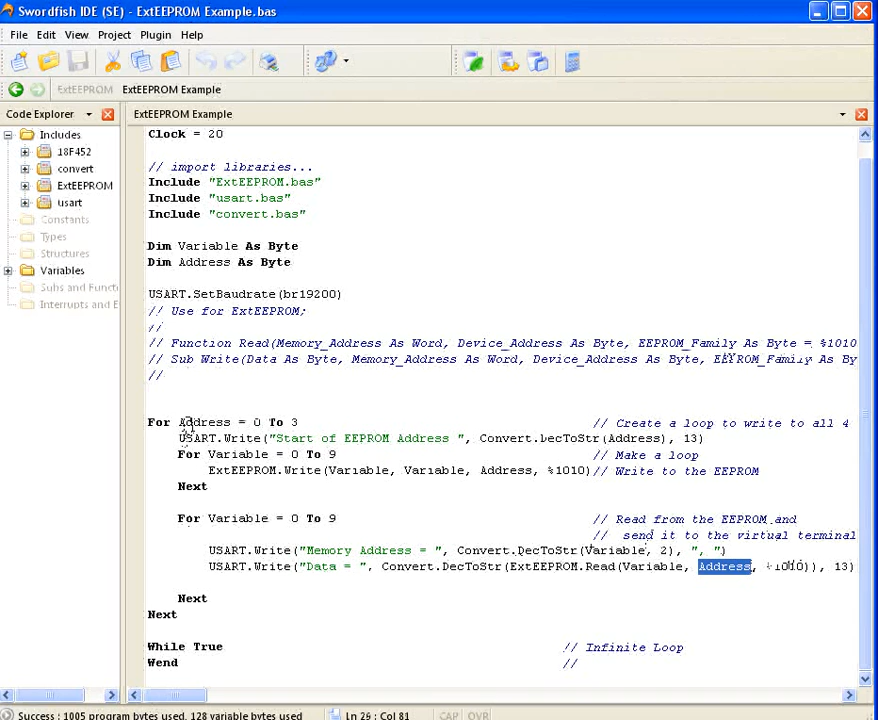 Swordfish IDE (SE) - ExtEEPROM Example.bas
File Edit View Project Plugin Help
ExtEEPROM ExtEEPROM Example
Code Explorer
ExtEEPROM Example
Includes
18F452
convert
ExtEEPROM
usart
Constants
Types
Structures
Variables
Subs and Funct
Interrupts and E
Clock = 20
// import libraries...
Include "ExtEEPROM.bas"
Include "usart.bas"
Include "convert.bas"
Dim Variable As Byte
Dim Address As Byte
USART.SetBaudrate(br19200)
// Use for ExtEEPROM;
//
// Function Read(Memory_Address As Word, Device_Address As Byte, EEPROM_Family As Byte = %1010
// Sub Write(Data As Byte, Memory_Address As Word, Device_Address As Byte, EEPROM_Family As By
//
For Address = 0 To 3 // Create a loop to write to all 4
USART.Write("Start of EEPROM Address ", Convert.DecToStr(Address), 13)
For Variable = 0 To 9 // Make a loop
ExtEEPROM.Write(Variable, Variable, Address, %1010) // Write to the EEPROM
Next
For Variable = 0 To 9 // Read from the EEPROM and
// send it to the virtual terminal
USART.Write("Memory Address = ", Convert.DecToStr(Variable, 2), ", ")
USART.Write("Data = ", Convert.DecToStr(ExtEEPROM.Read(Variable, Address, %1010)), 13)
Next
Next
While True // Infinite Loop
Wend //
Success : 1005 program bytes used, 128 variable bytes used Ln 29 : Col 81 CAP OVR